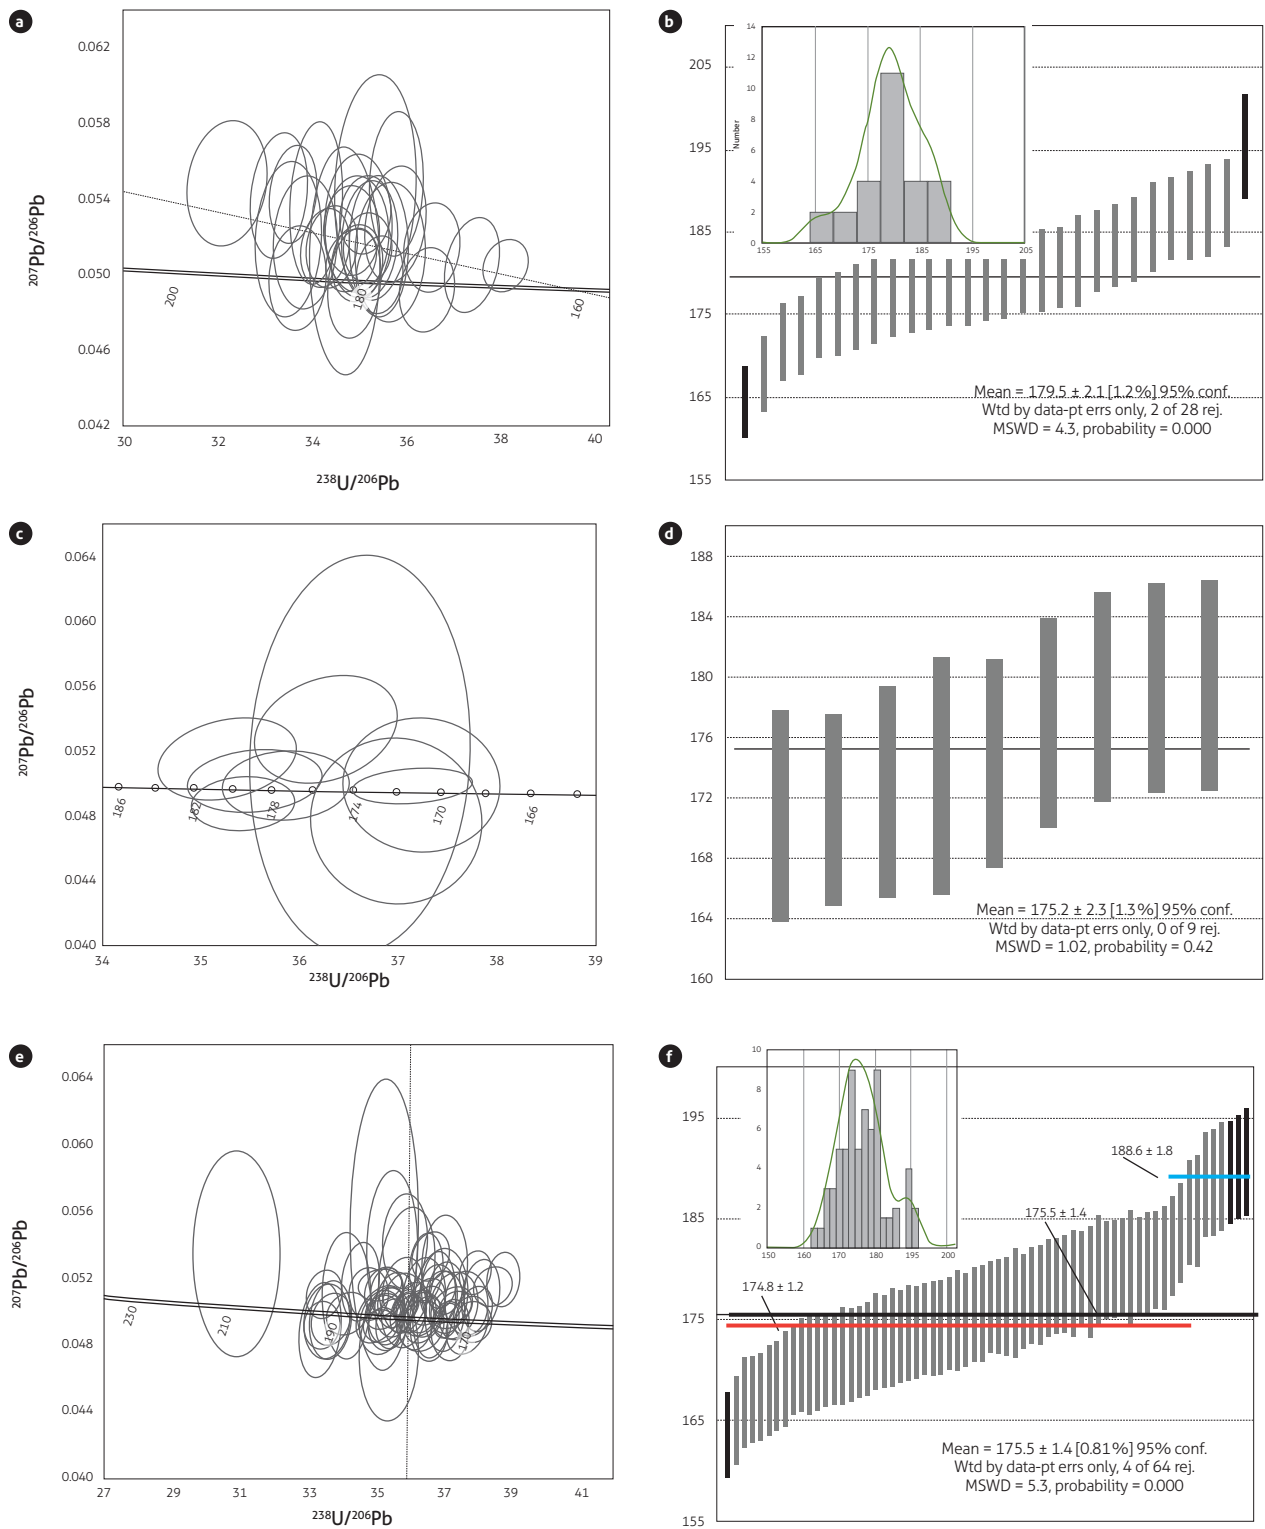 a
0.062
0.058
0.054
0.050
0.046
0.042
207Pb/206Pb
200
180
160
30 32 34 36 38 40
238U/206Pb
b
205
195
185
175
165
155
14
12
10
8
6
4
2
0
Number
155 165 175 185 195 205
Mean = 179.5 ± 2.1 [1.2%] 95% conf.
Wtd by data-pt errs only, 2 of 28 rej.
MSWD = 4.3, probability = 0.000
c
0.064
0.060
0.056
0.052
0.048
0.044
0.040
207Pb/206Pb
186
182
178
174
170
166
34 35 36 37 38 39
238U/206Pb
d
188
184
180
176
172
168
164
160
Mean = 175.2 ± 2.3 [1.3%] 95% conf.
Wtd by data-pt errs only, 0 of 9 rej.
MSWD = 1.02, probability = 0.42
e
0.064
0.060
0.056
0.052
0.048
0.044
0.040
207Pb/206Pb
230
210
190
170
27 29 31 33 35 37 39 41
238U/206Pb
f
195
185
175
165
155
10
8
6
4
2
0
150 160 170 180 195 200
188.6 ± 1.8
175.5 ± 1.4
174.8 ± 1.2
Mean = 175.5 ± 1.4 [0.81%] 95% conf.
Wtd by data-pt errs only, 4 of 64 rej.
MSWD = 5.3, probability = 0.000